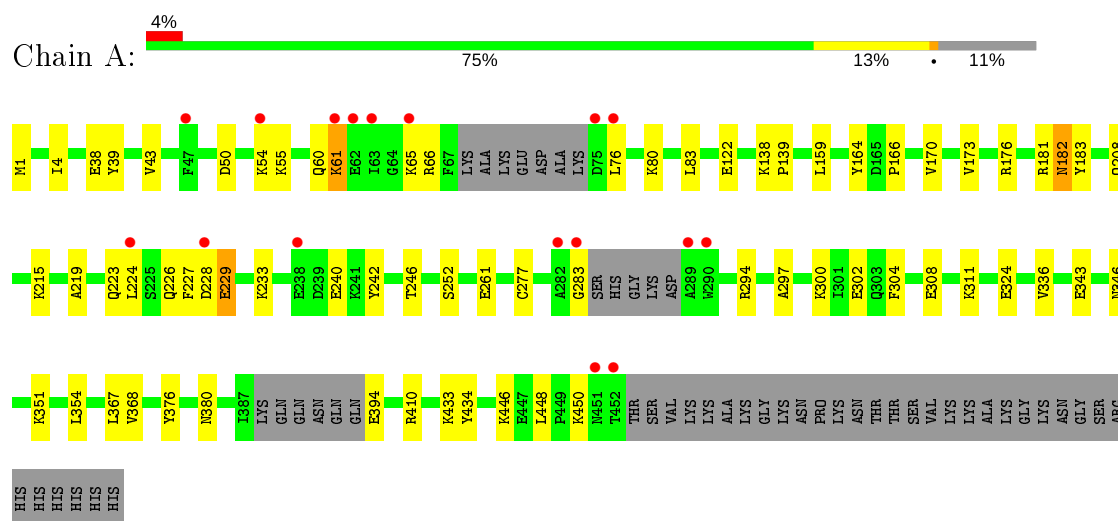 4%
Chain A:
75% 13% • 11%
M1 I4 E38 Y39 V43 F47 D50 K54 K55 Q60 K61 E62 I63 G64 K65 R66 F67 LYS ALA LYS GLU ASP ALA LYS D75 L76 K80 L83 E122 K138 P139 L159 Y164 D165 P166 V170 V173 R176 R181 N182 Y183
K215 A219 Q223 L224 S225 Q226 F227 D228 E229 K233 E238 D239 E240 K241 Y242 T246 S252 E261 C277 A282 G283 SER HIS GLY LYS ASP A289 W290 R294 A297 K300 I301 E302 Q303 F304 E308 K311 E324 V336 E343
K351 L354 L367 V368 Y376 N380 I387 LYS GLN GLN ASN GLN GLN E394 R410 K433 Y434 K446 E447 L448 P449 K450 N451 T452 THR SER VAL LYS LYS ALA LYS GLY LYS ASN PRO LYS ASN THR THR SER VAL LYS LYS ALA LYS GLY LYS ASN GLY SER
HIS HIS HIS HIS HIS HIS